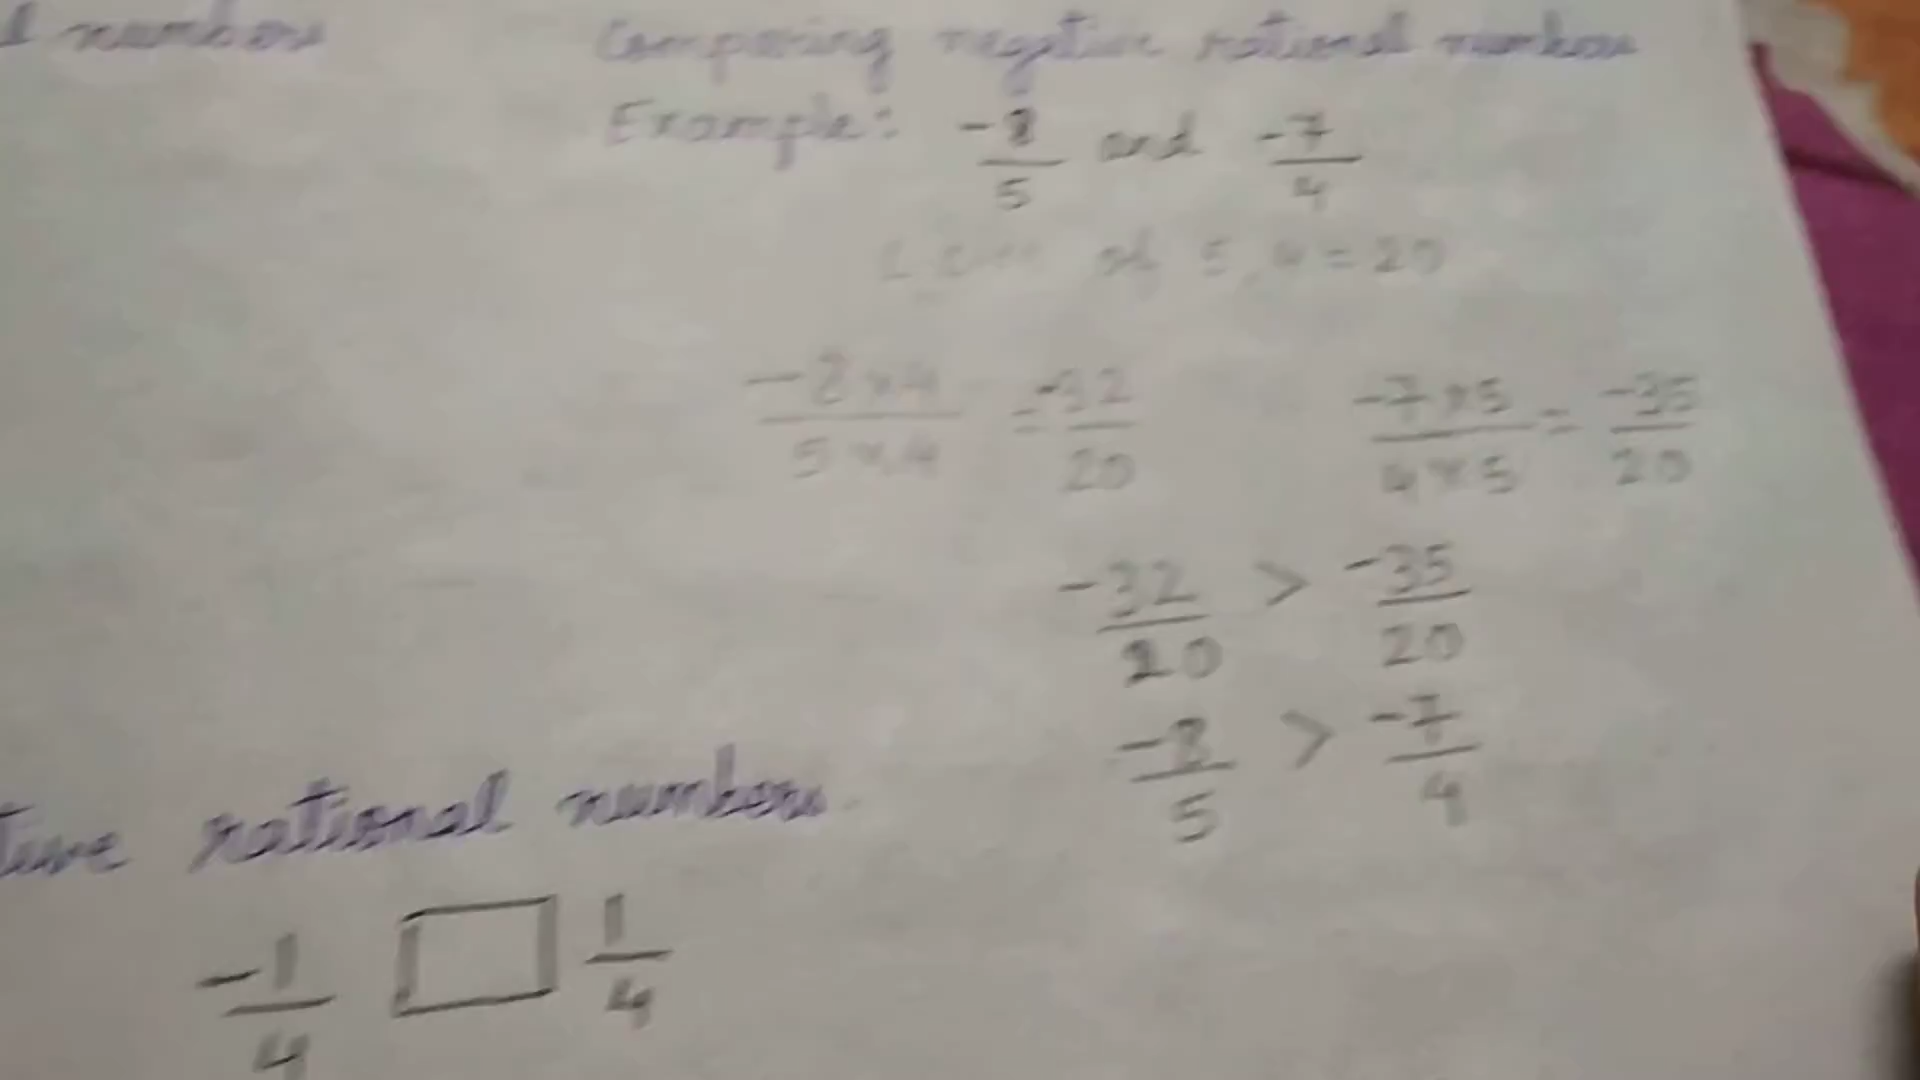 numbers
Comparing negative rational numbers
Example: -8/5 and -7/4
L.C.M of 5,4=20
-8×4/5×4 = -32/20
-7×5/4×5 = -35/20
-32/20 > -35/20
-8/5 > -7/4
rational numbers.
-1/4 □ 1/4